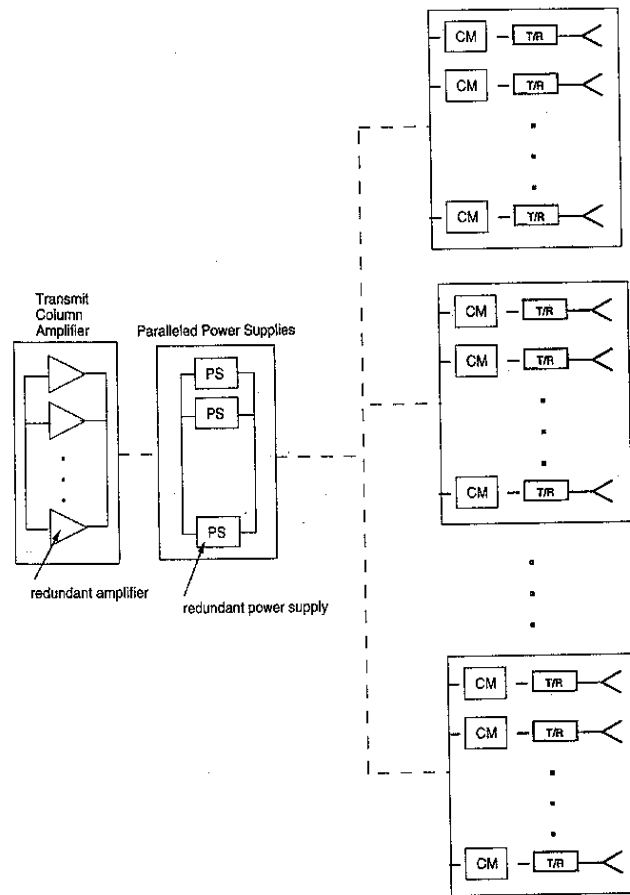 CM T/R
CM T/R
CM T/R
Transmit
Column
Amplifier
Paralleled Power Supplies
PS
PS
PS
redundant amplifier
redundant power supply
CM T/R
CM T/R
CM T/R
CM T/R
CM T/R
CM T/R